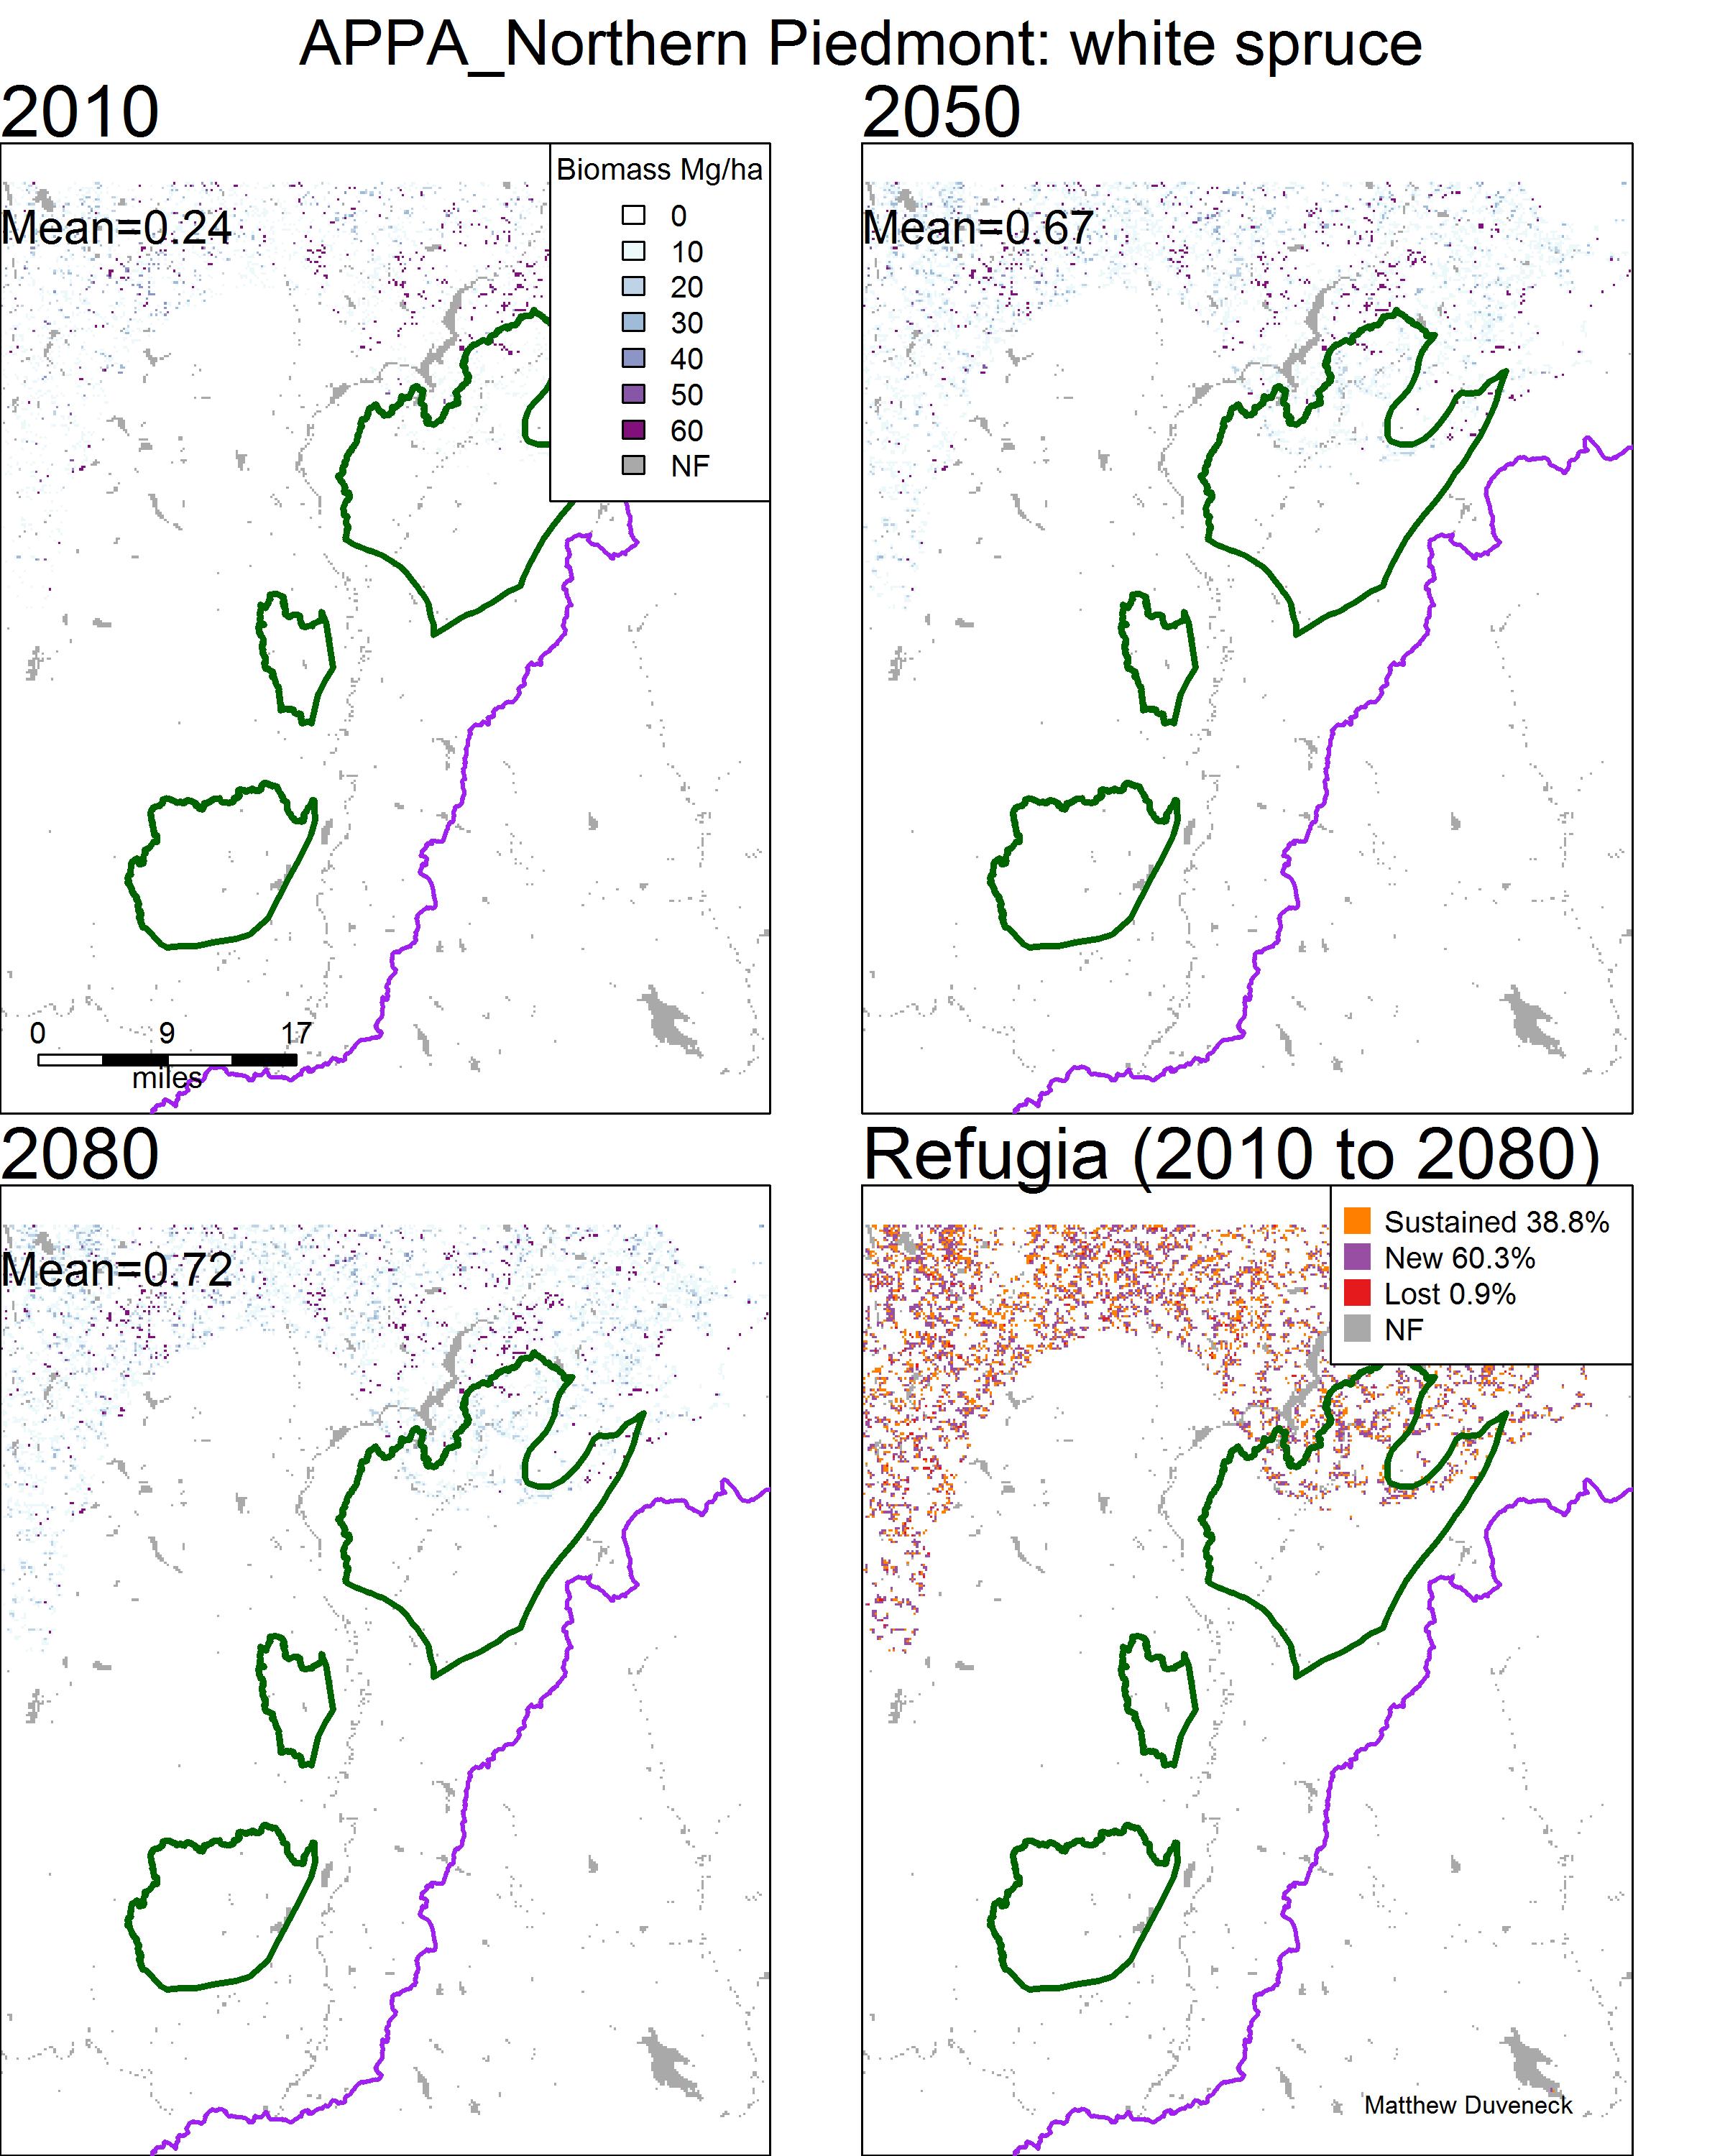 APPA_Northern Piedmont: white spruce
2010
2050
Biomass Mg/ha
0
10
20
30
40
50
60
NF
Mean=0.24
Mean=0.67
0 9 17
miles
2080
Refugia (2010 to 2080)
Mean=0.72
Sustained 38.8%
New 60.3%
Lost 0.9%
NF
Matthew Duveneck